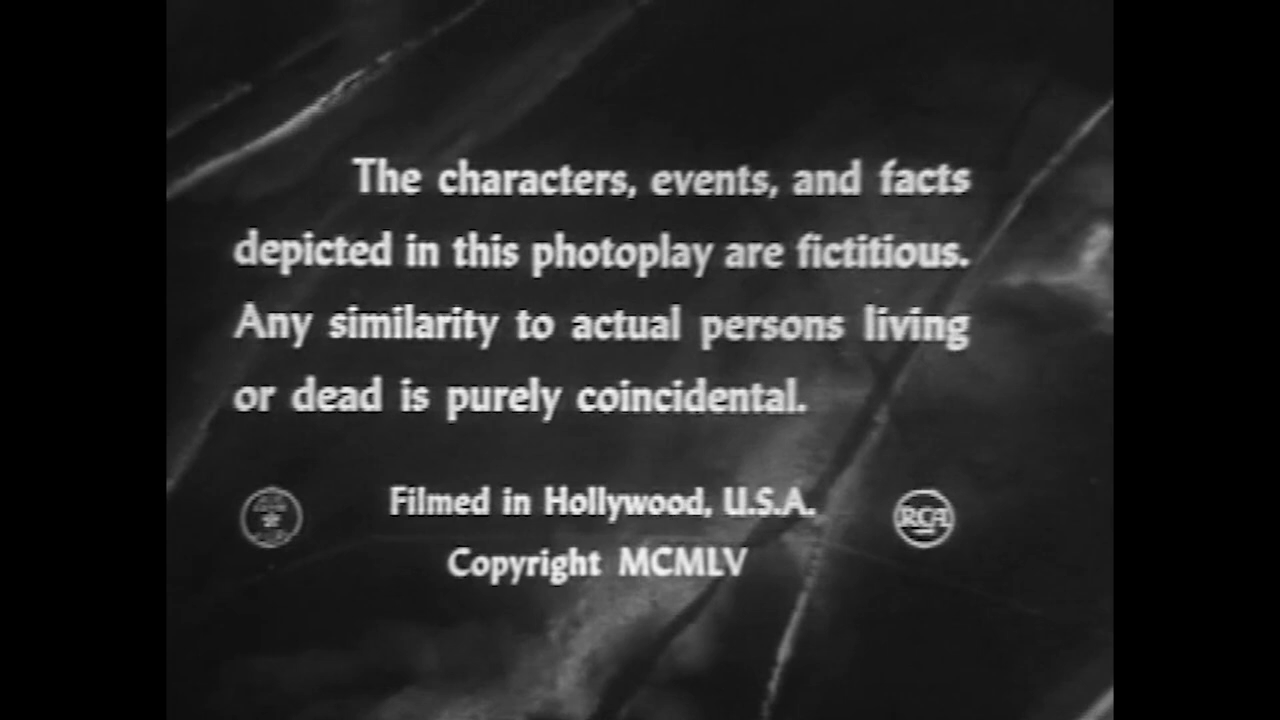 The characters, events, and facts
depicted in this photoplay are fictitious.
Any similarity to actual persons living
or dead is purely coincidental.
Filmed in Hollywood, U.S.A.
RCA
Copyright MCMLV